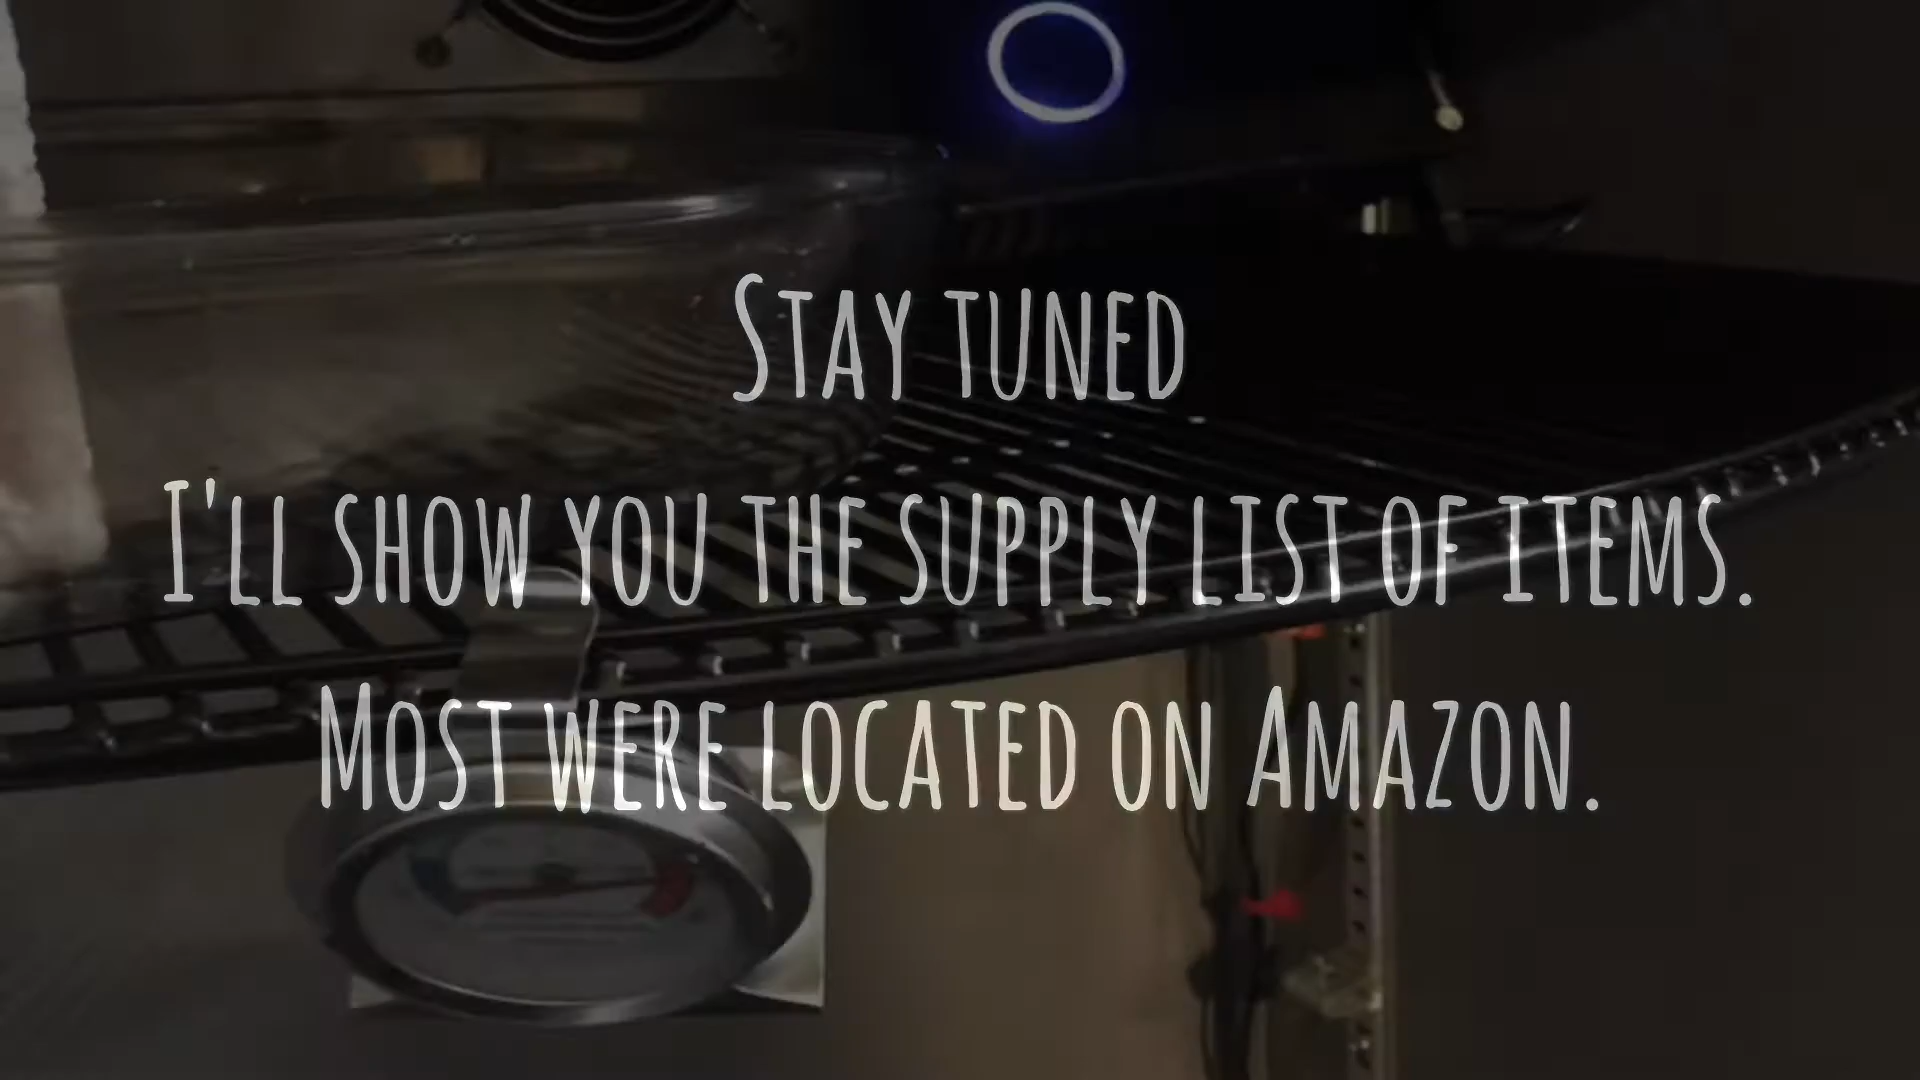 Stay tuned
I'll show you the supply list of items.
Most were located on Amazon.